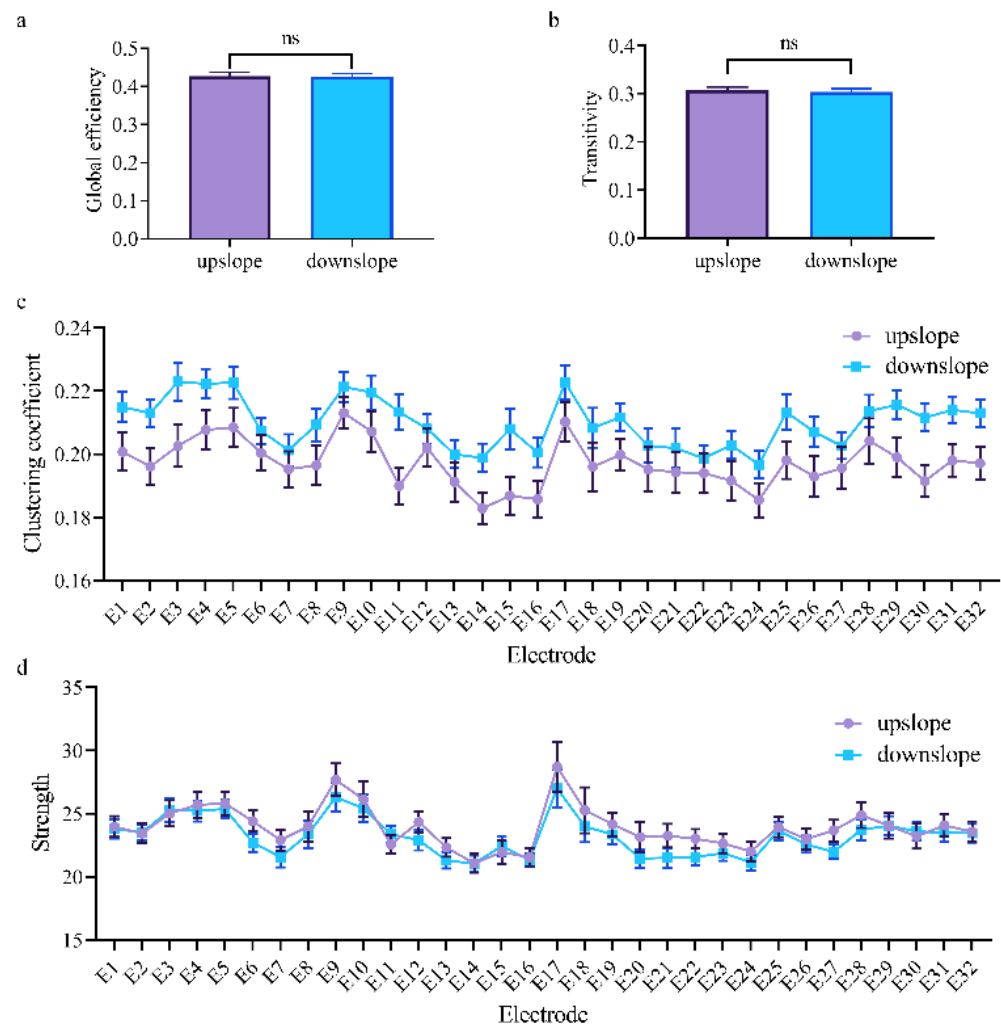 a
ns
Global efficiency
0.5
0.4
0.3
0.2
0.1
0.0
upslope
downslope
b
ns
Transitivity
0.4
0.3
0.2
0.1
0.0
upslope
downslope
c
Clustering coefficient
0.24
0.22
0.20
0.18
0.16
upslope
downslope
E1 E2 E3 E4 E5 E6 E7 E8 E9 E10 E11 E12 E13 E14 E15 E16 E17 E18 E19 E20 E21 E22 E23 E24 E25 E26 E27 E28 E29 E30 E31 E32
Electrode
d
Strength
35
30
25
20
15
upslope
downslope
E1 E2 E3 E4 E5 E6 E7 E8 E9 E10 E11 E12 E13 E14 E15 E16 E17 E18 E19 E20 E21 E22 E23 E24 E25 E26 E27 E28 E29 E30 E31 E32
Electrode